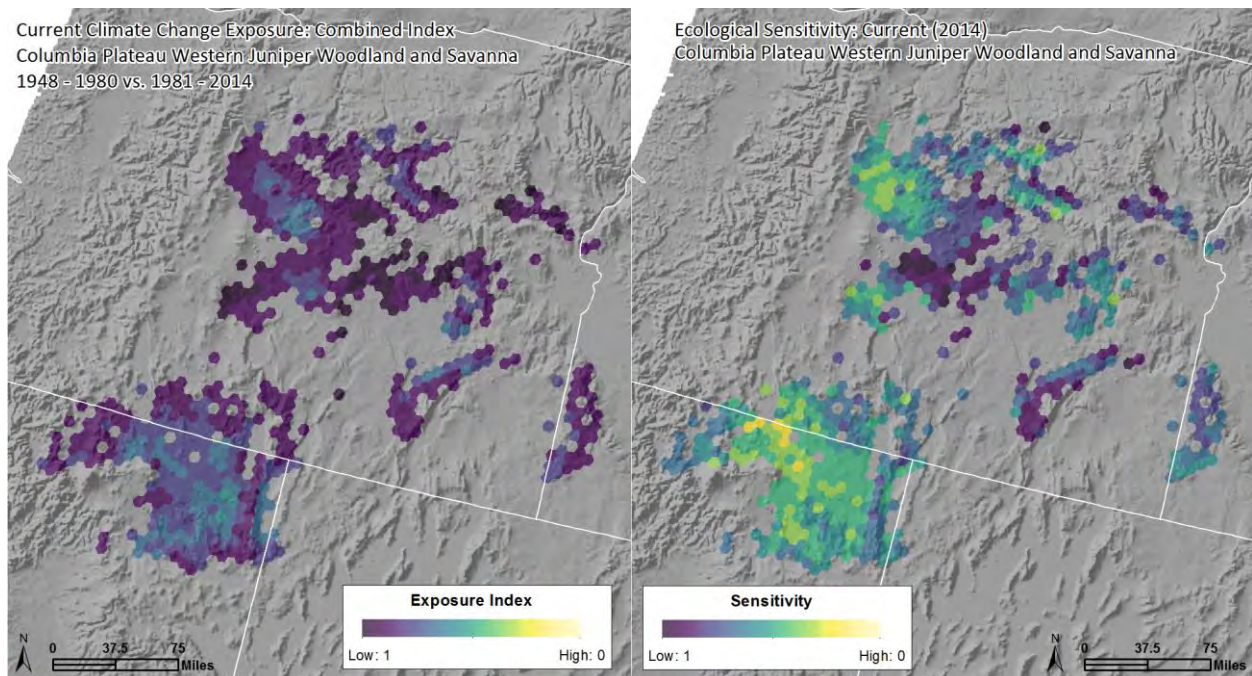 Current Climate Change Exposure: Combined Index
Columbia Plateau Western Juniper Woodland and Savanna
1948 - 1980 vs. 1981 - 2014
Exposure Index
Low: 1 High: 0
N
0 37.5 75
Miles
Ecological Sensitivity: Current (2014)
Columbia Plateau Western Juniper Woodland and Savanna
Sensitivity
Low: 1 High: 0
N
0 37.5 75
Miles